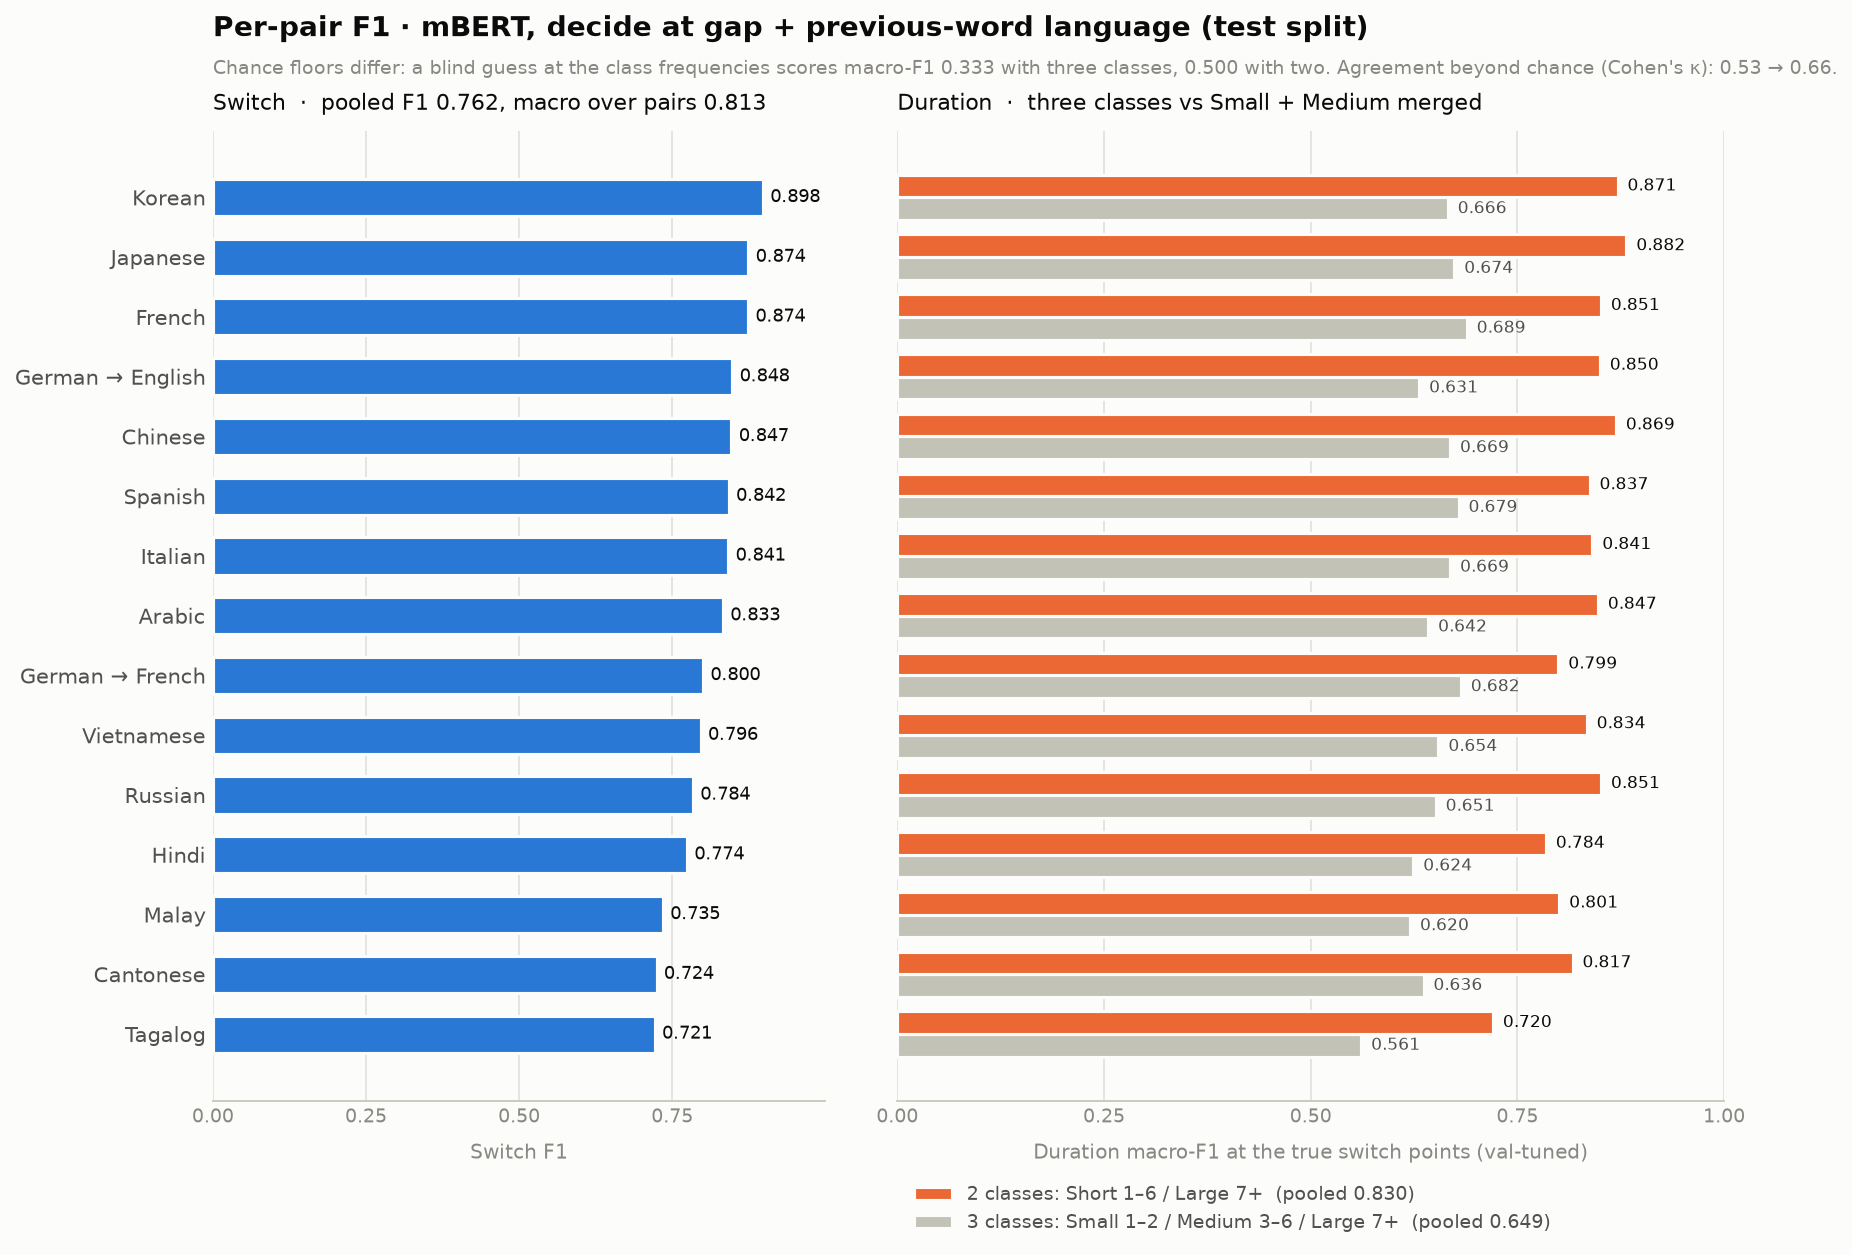 Per-pair F1 · mBERT, decide at gap + previous-word language (test split)
Chance floors differ: a blind guess at the class frequencies scores macro-F1 0.333 with three classes, 0.500 with two. Agreement beyond chance (Cohen's κ): 0.53 → 0.66.
Switch · pooled F1 0.762, macro over pairs 0.813
Korean 0.898
Japanese 0.874
French 0.874
German → English 0.848
Chinese 0.847
Spanish 0.842
Italian 0.841
Arabic 0.833
German → French 0.800
Vietnamese 0.796
Russian 0.784
Hindi 0.774
Malay 0.735
Cantonese 0.724
Tagalog 0.721
0.00 0.25 0.50 0.75
Switch F1
Duration · three classes vs Small + Medium merged
0.871
0.666
0.882
0.674
0.851
0.689
0.850
0.631
0.869
0.669
0.837
0.679
0.841
0.669
0.847
0.642
0.799
0.682
0.834
0.654
0.851
0.651
0.784
0.624
0.801
0.620
0.817
0.636
0.720
0.561
0.00 0.25 0.50 0.75 1.00
Duration macro-F1 at the true switch points (val-tuned)
2 classes: Short 1–6 / Large 7+ (pooled 0.830)
3 classes: Small 1–2 / Medium 3–6 / Large 7+ (pooled 0.649)